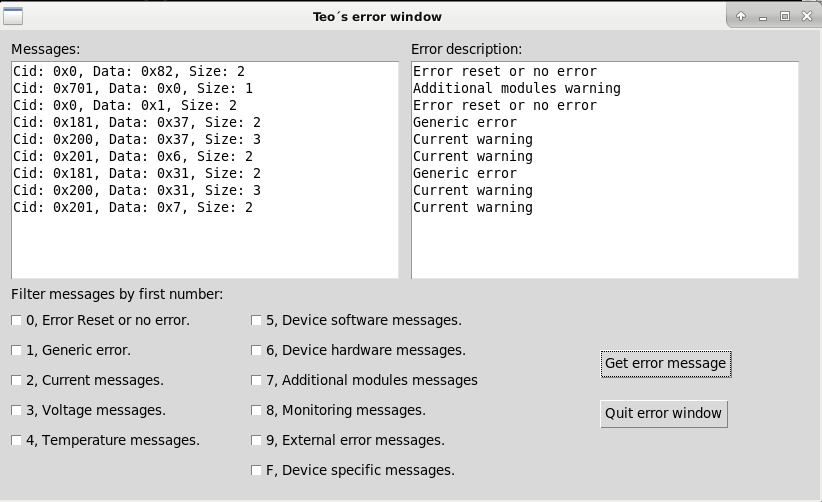 Teo´s error window
Messages:
Cid: 0x0, Data: 0x82, Size: 2
Cid: 0x701, Data: 0x0, Size: 1
Cid: 0x0, Data: 0x1, Size: 2
Cid: 0x181, Data: 0x37, Size: 2
Cid: 0x200, Data: 0x37, Size: 3
Cid: 0x201, Data: 0x6, Size: 2
Cid: 0x181, Data: 0x31, Size: 2
Cid: 0x200, Data: 0x31, Size: 3
Cid: 0x201, Data: 0x7, Size: 2
Error description:
Error reset or no error
Additional modules warning
Error reset or no error
Generic error
Current warning
Current warning
Generic error
Current warning
Current warning
Filter messages by first number:
0, Error Reset or no error.
1, Generic error.
2, Current messages.
3, Voltage messages.
4, Temperature messages.
5, Device software messages.
6, Device hardware messages.
7, Additional modules messages
8, Monitoring messages.
9, External error messages.
F, Device specific messages.
Get error message
Quit error window